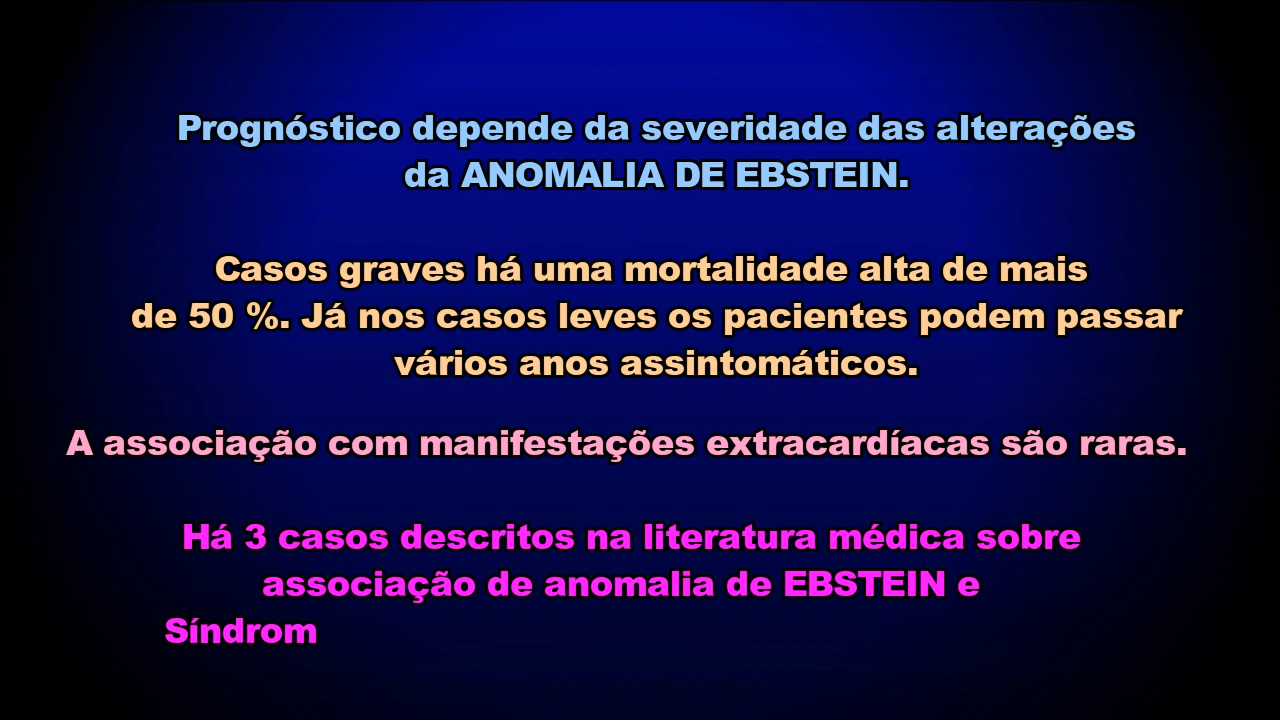 Prognóstico depende da severidade das alterações
da ANOMALIA DE EBSTEIN.
Casos graves há uma mortalidade alta de mais
de 50 %. Já nos casos leves os pacientes podem passar
vários anos assintomáticos.
A associação com manifestações extracardíacas são raras.
Há 3 casos descritos na literatura médica sobre
associação de anomalia de EBSTEIN e
Síndrom